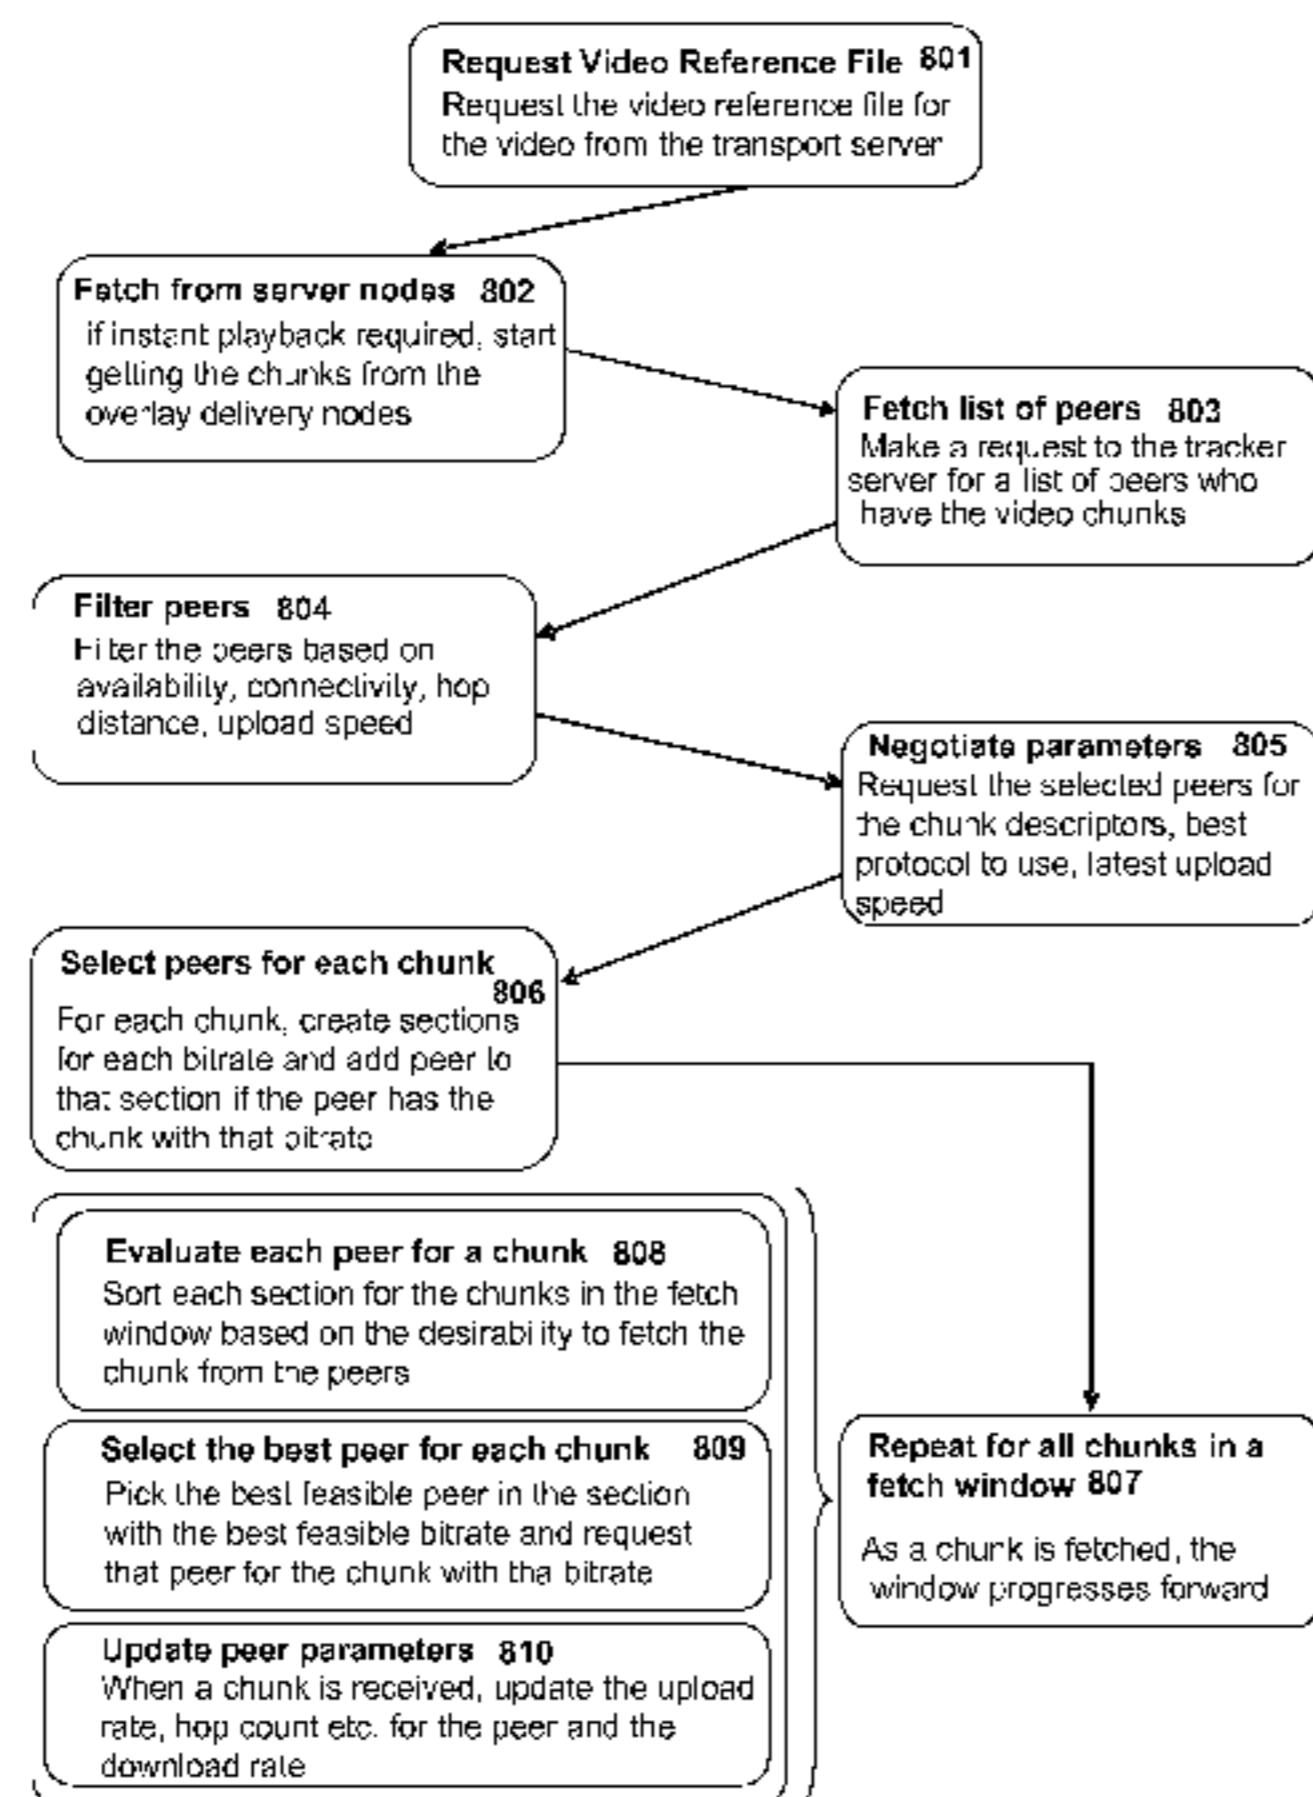 Request Video Reference File 801
Request the video reference file for
the video from the transport server
Fetch from server nodes 802
if instant playback required, start
getting the chunks from the
overlay delivery nodes
Fetch list of peers 803
Make a request to the tracker
server for a list of peers who
have the video chunks
Filter peers 804
Filter the peers based on
availability, connectivity, hop
distance, upload speed
Negotiate parameters 805
Request the selected peers for
the chunk descriptors, best
protocol to use, latest upload
speed
Select peers for each chunk
806
For each chunk, create sections
for each bitrate and add peer to
that section if the peer has the
chunk with that bitrate
Evaluate each peer for a chunk 808
Sort each section for the chunks in the fetch
window based on the desirability to fetch the
chunk from the peers
Select the best peer for each chunk 809
Pick the best feasible peer in the section
with the best feasible bitrate and request
that peer for the chunk with tha bitrate
Update peer parameters 810
When a chunk is received, update the upload
rate, hop count etc. for the peer and the
download rate
Repeat for all chunks in a
fetch window 807
As a chunk is fetched, the
window progresses forward